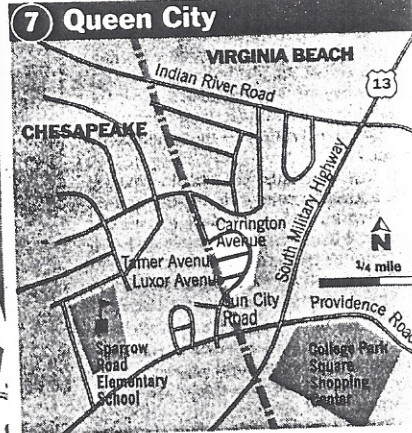 7 Queen City
VIRGINIA BEACH
Indian River Road
13
CHESAPEAKE
South Military Highway
Carrington
Avenue
N
Tamer Avenue
Luxor Avenue
1/4 mile
Sun City
Road
Providence Road
Sparrow
Road
Elementary
School
College Park
Square
Shopping
Center